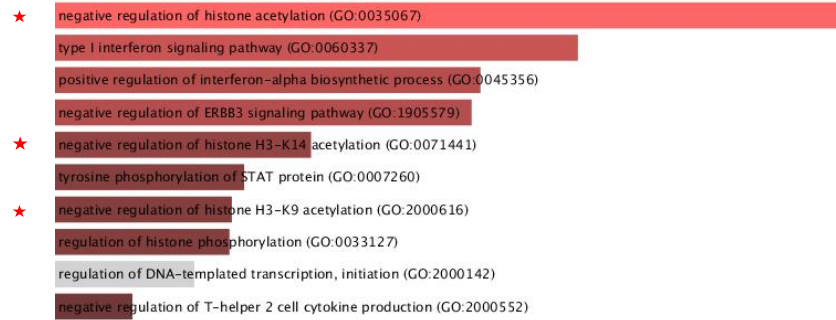 negative regulation of histone acetylation (GO:0035067)
type I interferon signaling pathway (GO:0060337)
positive regulation of interferon-alpha biosynthetic process (GO:0045356)
negative regulation of ERBB3 signaling pathway (GO:1905579)
negative regulation of histone H3-K14 acetylation (GO:0071441)
tyrosine phosphorylation of STAT protein (GO:0007260)
negative regulation of histone H3-K9 acetylation (GO:2000616)
regulation of histone phosphorylation (GO:0033127)
regulation of DNA-templated transcription, initiation (GO:2000142)
negative regulation of T-helper 2 cell cytokine production (GO:2000552)